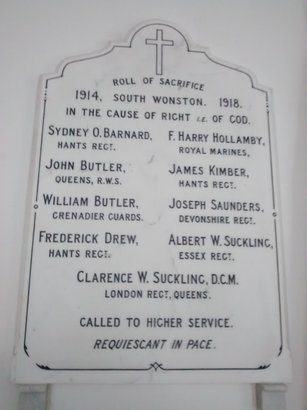 ROLL OF SACRIFICE
1914. SOUTH WONSTON. 1918.
IN THE CAUSE OF RIGHT I.E. OF GOD.
SYDNEY O. BARNARD,
HANTS REGT.
F. HARRY HOLLAMBY,
ROYAL MARINES,
JOHN BUTLER,
QUEENS, R.W.S.
JAMES KIMBER,
HANTS REGT.
WILLIAM BUTLER,
GRENADIER GUARDS.
JOSEPH SAUNDERS,
DEVONSHIRE REGT.
FREDERICK DREW,
HANTS REGT.
ALBERT W. SUCKLING,
ESSEX REGT.
CLARENCE W. SUCKLING, D.C.M.
LONDON REGT, QUEENS.
CALLED TO HIGHER SERVICE.
REQUIESCANT IN PACE.